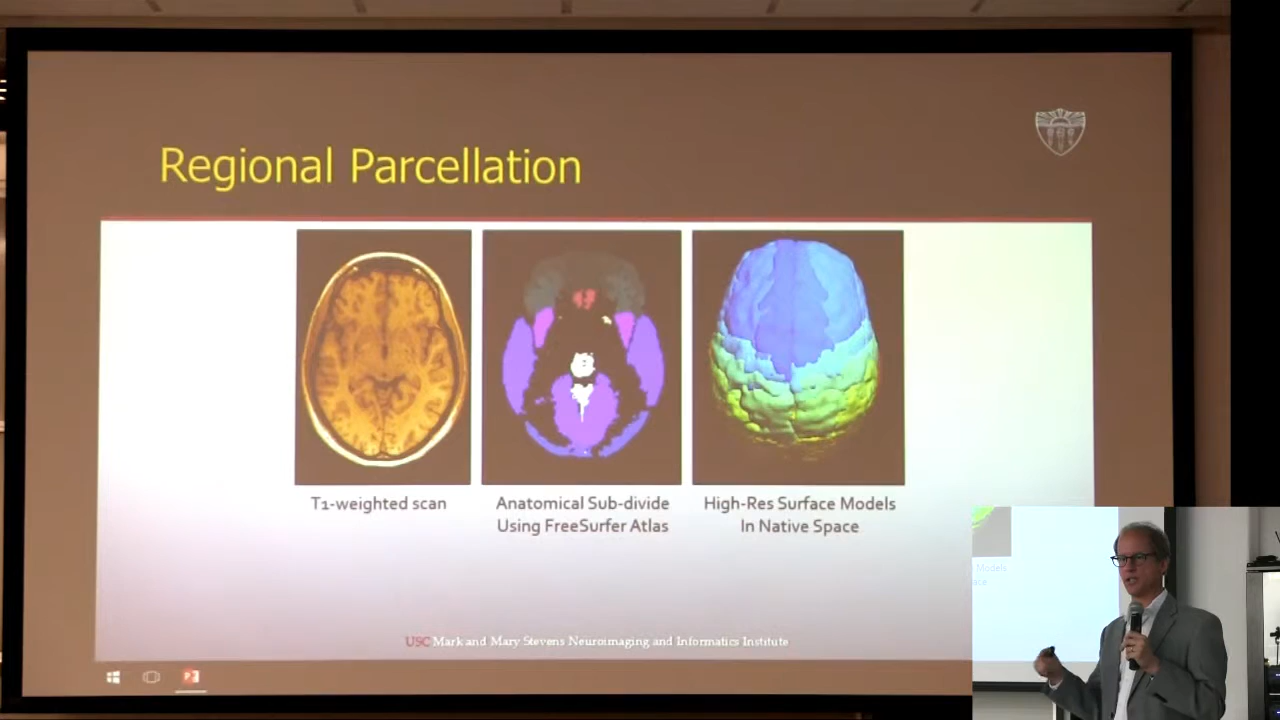 Regional Parcellation
T1-weighted scan
Anatomical Sub-divide
Using FreeSurfer Atlas
High-Res Surface Models
In Native Space
USC Mark and Mary Stevens Neuroimaging and Informatics Institute
Models